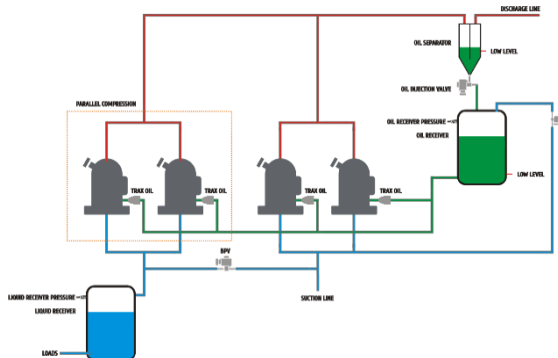 DISCHARGE LINE
OIL SEPARATOR
LOW LEVEL
OIL INJECTION VALVE
PARALLEL COMPRESSION
OIL RECEIVER PRESSURE
OIL RECEIVER
LOW LEVEL
TRAX OIL
TRAX OIL
TRAX OIL
TRAX OIL
BPV
LIQUID RECEIVER PRESSURE
LIQUID RECEIVER
SUCTION LINE
LOADS